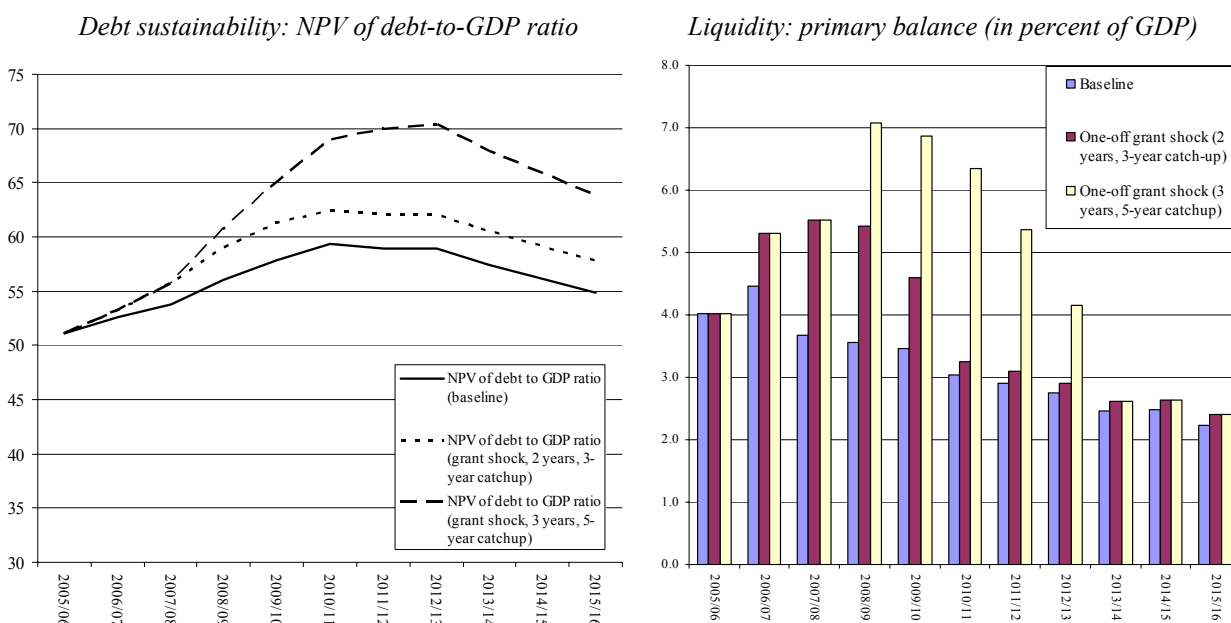 Debt sustainability: NPV of debt-to-GDP ratio
75
70
65
60
55
50
45
40
35
30
NPV of debt to GDP ratio
(baseline)
NPV of debt to GDP ratio
(grant shock, 2 years, 3-
year catchup)
NPV of debt to GDP ratio
(grant shock, 3 years, 5-
year catchup)
2005/06
2006/07
2007/08
2008/09
2009/10
2010/11
2011/12
2012/13
2013/14
2014/15
2015/16
Liquidity: primary balance (in percent of GDP)
8.0
7.0
6.0
5.0
4.0
3.0
2.0
1.0
0.0
Baseline
One-off grant shock (2
years, 3-year catch-up)
One-off grant shock (3
years, 5-year catchup)
2005/06
2006/07
2007/08
2008/09
2009/10
2010/11
2011/12
2012/13
2013/14
2014/15
2015/16